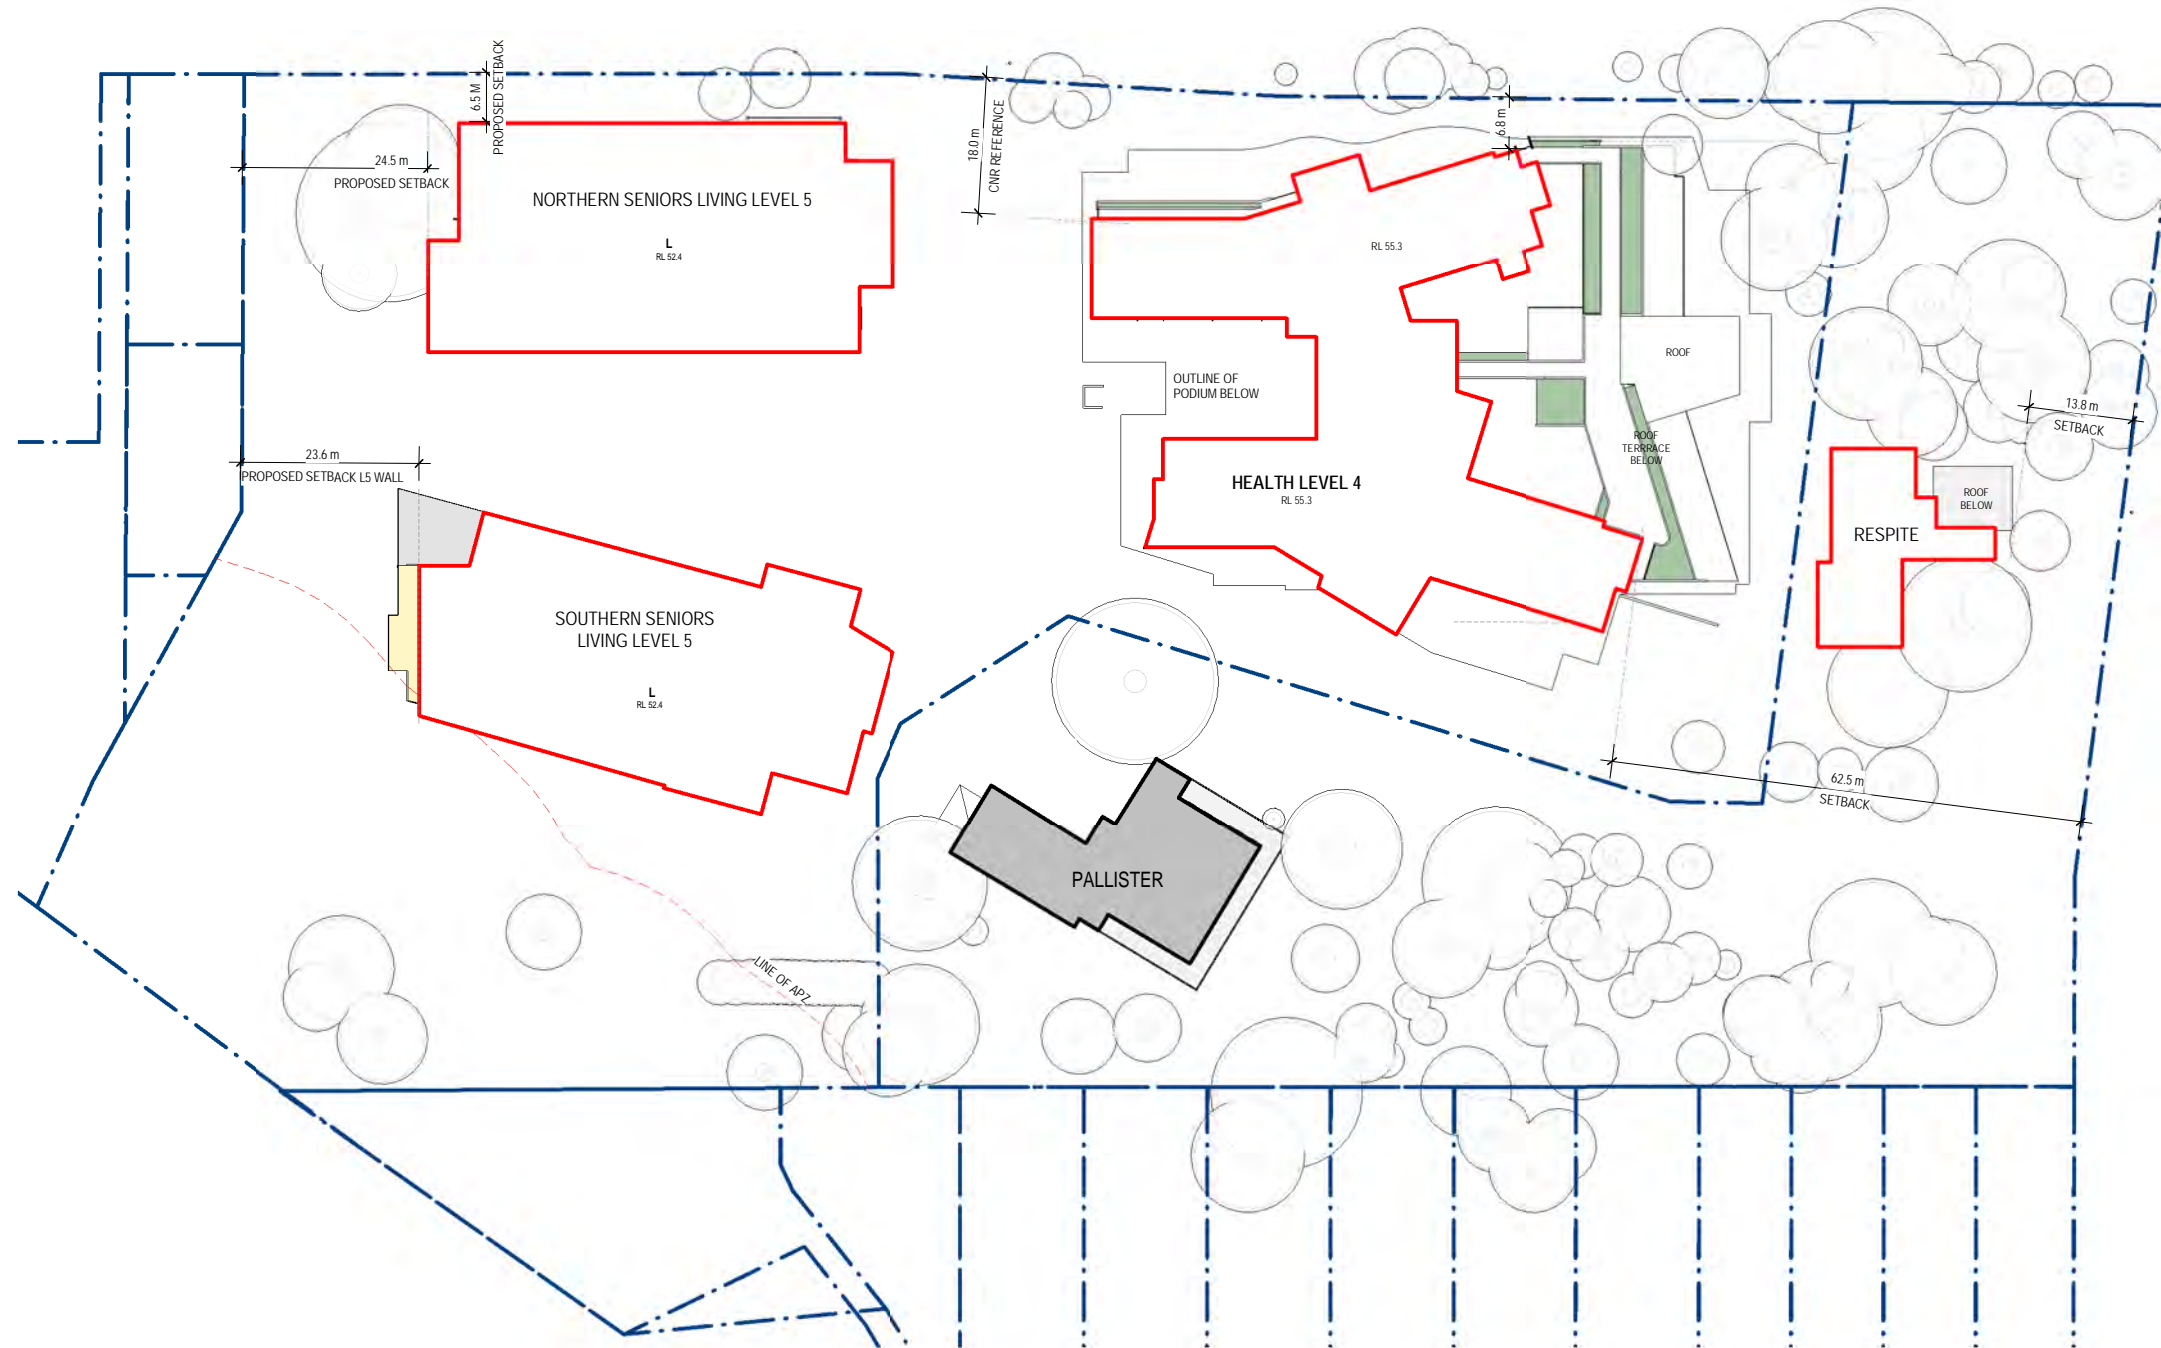 6.5 M
PROPOSED SETBACK
24.5 m
PROPOSED SETBACK
NORTHERN SENIORS LIVING LEVEL 5
L
RL 52.4
18.0 m
CNR REFERENCE
6.8 m
RL 55.3
ROOF
OUTLINE OF
PODIUM BELOW
13.8 m
SETBACK
ROOF
TERRRACE
BELOW
23.6 m
PROPOSED SETBACK L5 WALL
HEALTH LEVEL 4
RL 55.3
ROOF
BELOW
RESPITE
SOUTHERN SENIORS
LIVING LEVEL 5
L
RL 52.4
62.5 m
SETBACK
PALLISTER
LINE OF APZ